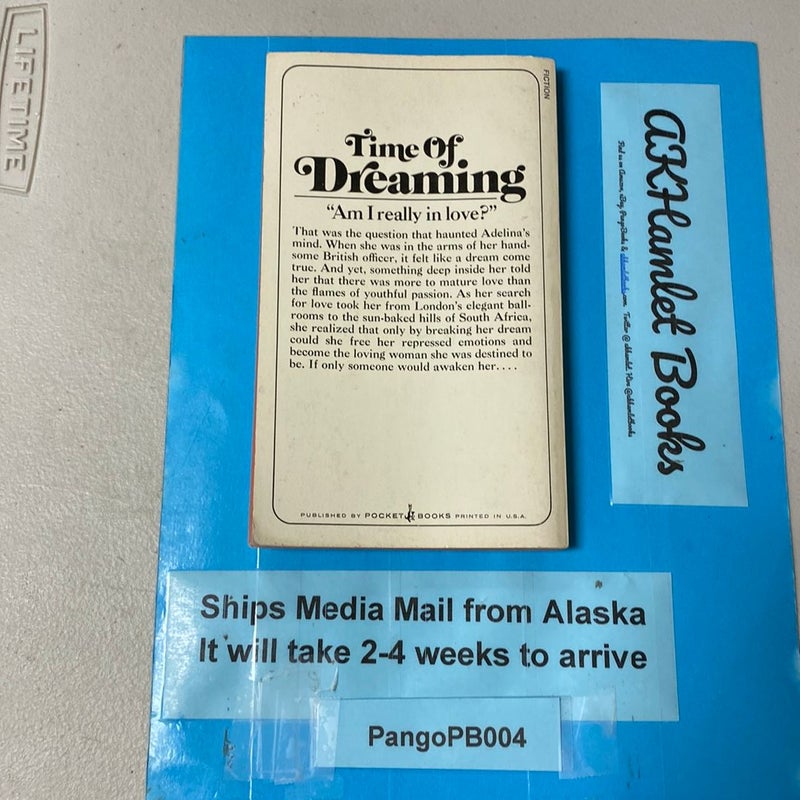 LIFETIME
FICTION
Time Of
Dreaming
"Am I really in love?"
That was the question that haunted Adelina's
mind. When she was in the arms of her hand-
some British officer, it felt like a dream come
true. And yet, something deep inside her told
her that there was more to mature love than
the flames of youthful passion. As her search
for love took her from London's elegant ball-
rooms to the sun-baked hills of South Africa,
she realized that only by breaking her dream
could she free her repressed emotions and
become the loving woman she was destined to
be. If only someone would awaken her....
PUBLISHED BY POCKET BOOKS PRINTED IN U.S.A.
AKHamlet Books
Find us on Amazon, eBay, PangoBooks &
Ships Media Mail from Alaska
It will take 2-4 weeks to arrive
PangoPB004